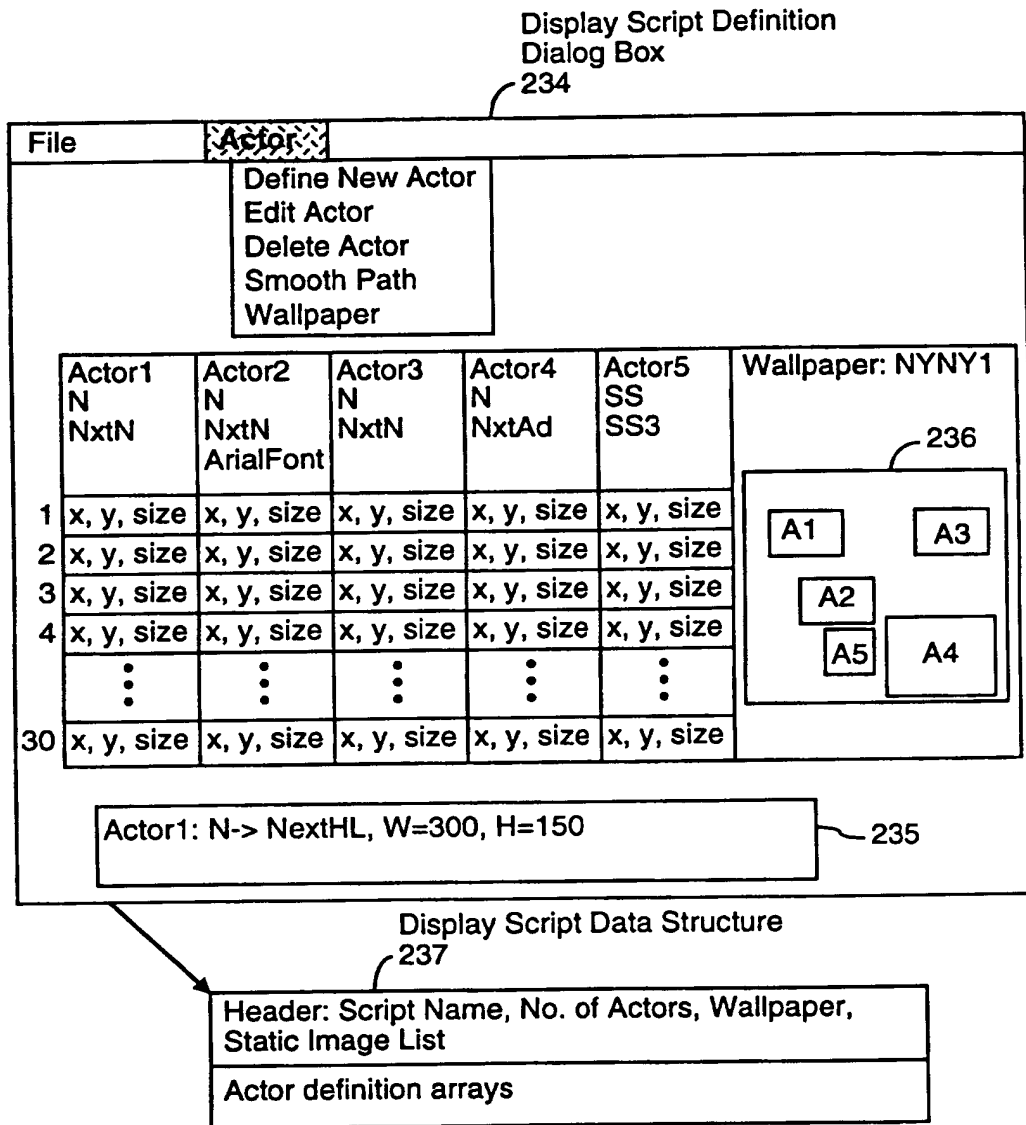 Display Script Definition
Dialog Box
234
File Actor
Define New Actor
Edit Actor
Delete Actor
Smooth Path
Wallpaper
Actor1 Actor2 Actor3 Actor4 Actor5 Wallpaper: NYNY1
N N N N SS
NxtN NxtN NxtN NxtAd SS3
ArialFont
236
1 x, y, size x, y, size x, y, size x, y, size x, y, size
2 x, y, size x, y, size x, y, size x, y, size x, y, size
3 x, y, size x, y, size x, y, size x, y, size x, y, size
4 x, y, size x, y, size x, y, size x, y, size x, y, size
30 x, y, size x, y, size x, y, size x, y, size x, y, size
A1 A3
A2
A5 A4
Actor1: N-> NextHL, W=300, H=150
235
Display Script Data Structure
237
Header: Script Name, No. of Actors, Wallpaper,
Static Image List
Actor definition arrays